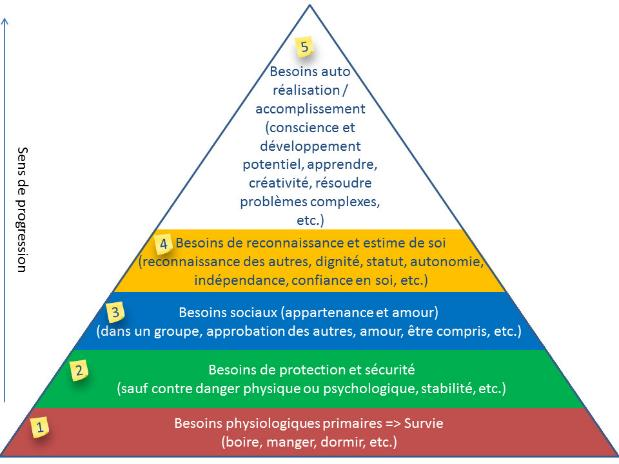 5
Besoins auto
réalisation /
accomplissement
(conscience et
développement
potentiel, apprendre,
créativité, résoudre
problèmes complexes,
etc.)
4
Besoins de reconnaissance et estime de soi
(reconnaissance des autres, dignité, statut, autonomie,
indépendance, confiance en soi, etc.)
3
Besoins sociaux (appartenance et amour)
(dans un groupe, approbation des autres, amour, être compris, etc.)
2
Besoins de protection et sécurité
(sauf contre danger physique ou psychologique, stabilité, etc.)
1
Besoins physiologiques primaires => Survie
(boire, manger, dormir, etc.)
Sens de progression